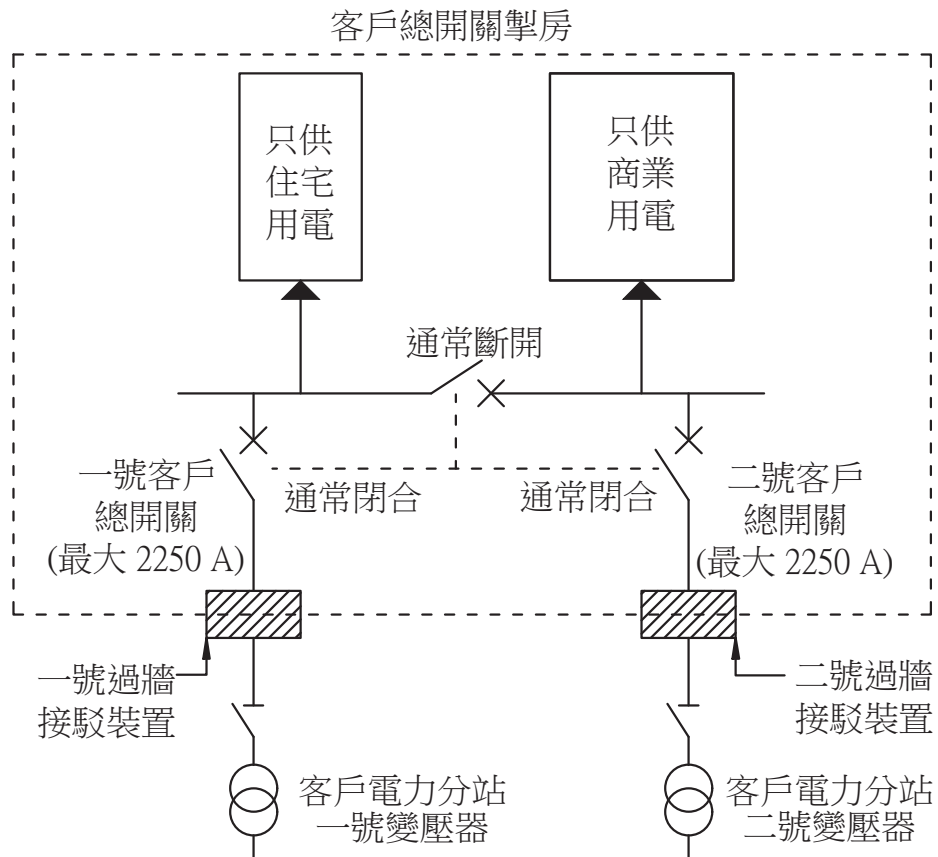 客戶總開關掣房
只供
住宅
用電
只供
商業
用電
通常斷開
一號客戶
總開關
(最大 2250 A)
通常閉合
通常閉合
二號客戶
總開關
(最大 2250 A)
一號過牆
接駁裝置
二號過牆
接駁裝置
客戶電力分站
一號變壓器
客戶電力分站
二號變壓器